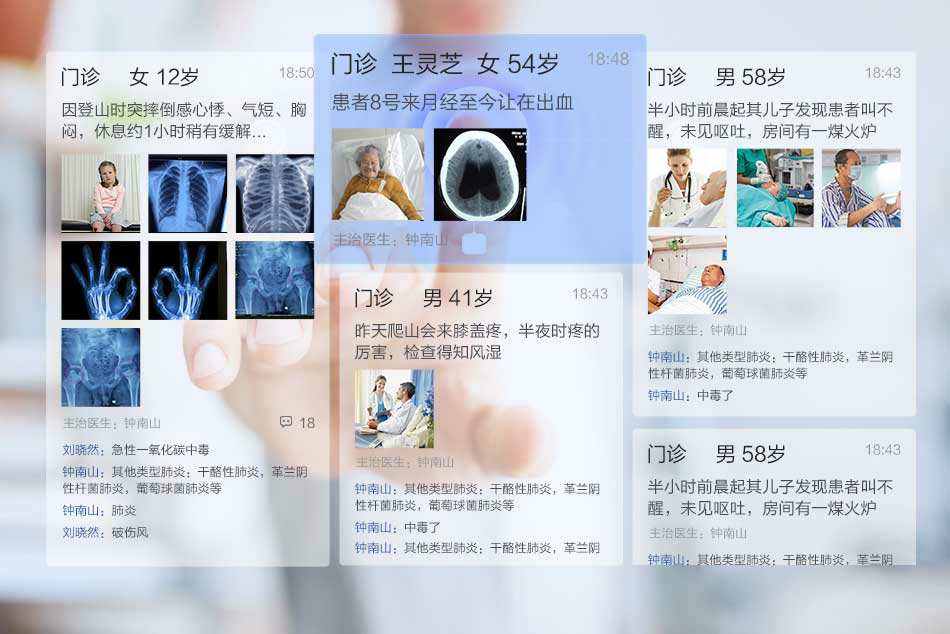 门诊 女 12岁 18:50
因登山时突摔倒感心悸、气短、胸
闷，休息约1小时稍有缓解...
主治医生：钟南山 18
刘晓然：急性一氧化碳中毒
钟南山：其他类型肺炎；干酪性肺炎，革兰阴
性杆菌肺炎，葡萄球菌肺炎等
钟南山：肺炎
刘晓然：破伤风
门诊 王灵芝 女 54岁 18:48
患者8号来月经至今让在出血
主治医生：钟南山
门诊 男 41岁 18:43
昨天爬山会来膝盖疼，半夜时疼的
厉害，检查得知风湿
主治医生：钟南山
钟南山：其他类型肺炎；干酪性肺炎，革兰阴
性杆菌肺炎，葡萄球菌肺炎等
钟南山：中毒了
钟南山：其他类型肺炎；干酪性肺炎，革兰阴
门诊 男 58岁 18:43
半小时前晨起其儿子发现患者叫不
醒，未见呕吐，房间有一煤火炉
主治医生：钟南山
钟南山：其他类型肺炎；干酪性肺炎，革兰阴
性杆菌肺炎，葡萄球菌肺炎等
钟南山：中毒了
门诊 男 58岁 18:43
半小时前晨起其儿子发现患者叫不
醒，未见呕吐，房间有一煤火炉
主治医生：钟南山
钟南山：其他类型肺炎；干酪性肺炎，革兰阴